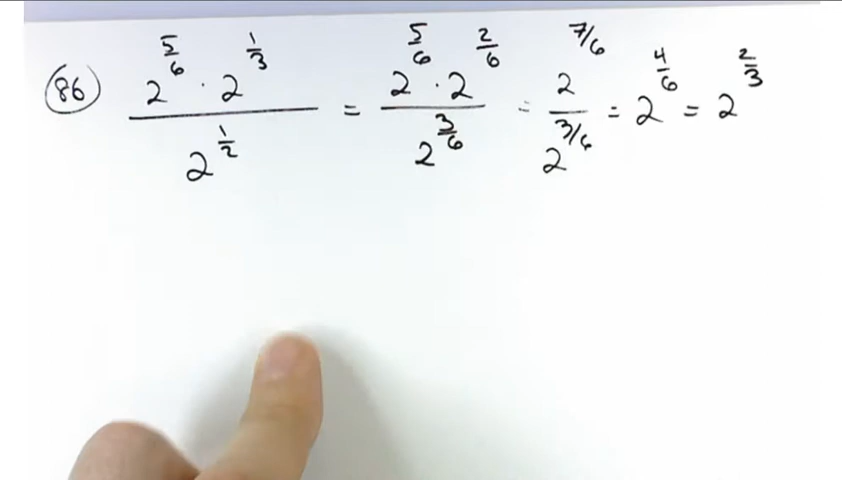 86 2^(5/6) · 2^(1/3) / 2^(1/2) = 2^(5/6) · 2^(2/6) / 2^(3/6) = 2^(7/6) / 2^(3/6) = 2^(4/6) = 2^(2/3)